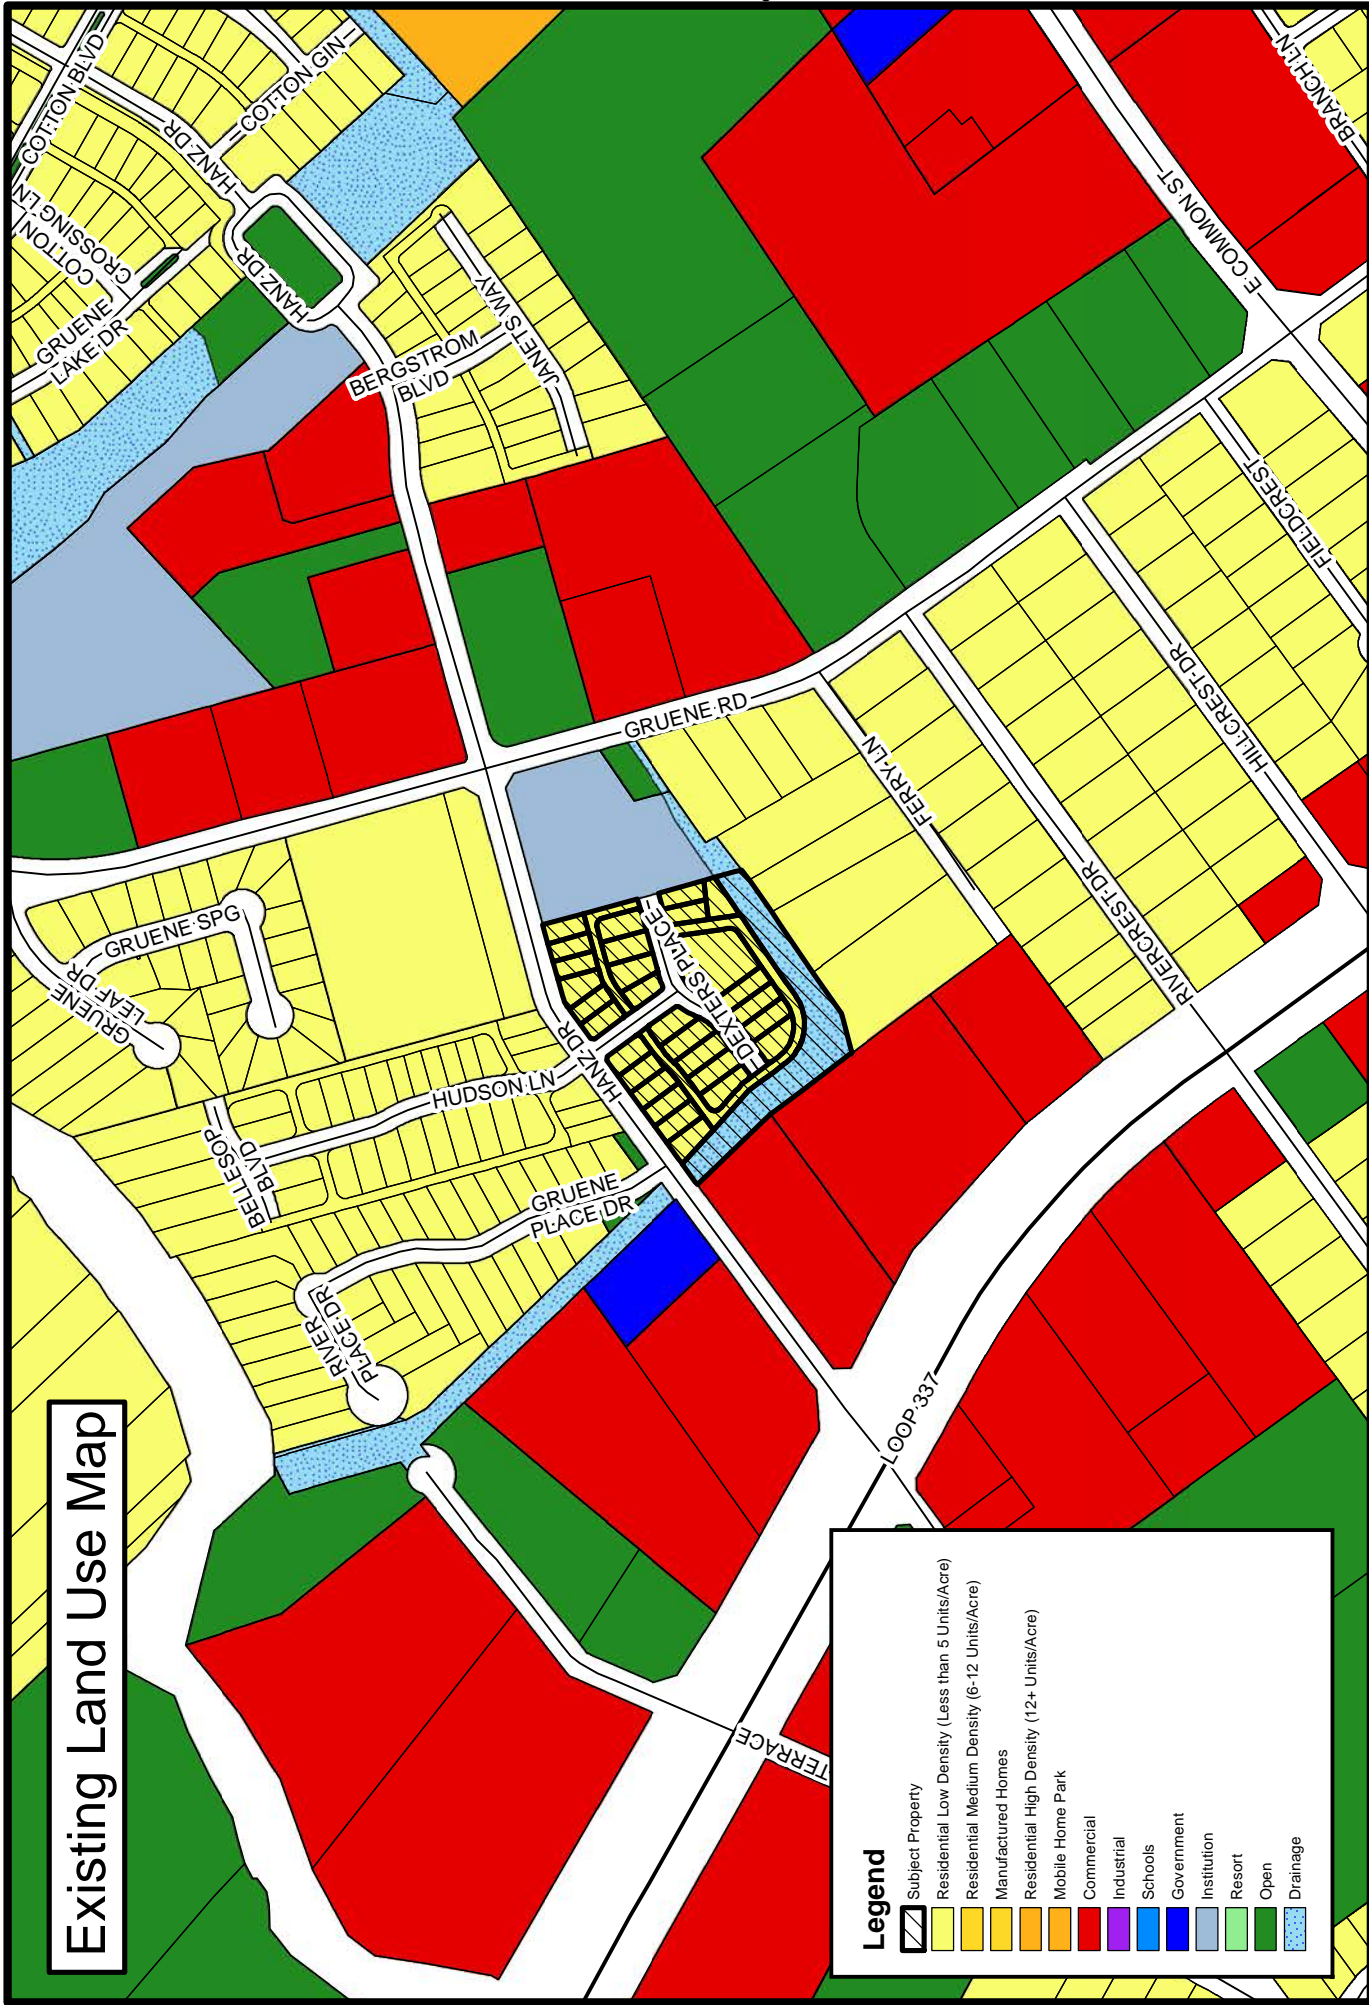 Existing Land Use Map
COTTON BLVD
HANZ DR
COTTON GIN
COTTON
CROSSING LN
GRUENE
LAKE DR
HANZ DR
BERGSTROM
BLVD
JANETS WAY
E COMMON ST
BRANCH LN
FIELDCREST
HILLCREST DR
RIVERCREST DR
FERRY LN
GRUENE RD
GRUENE SPG
GRUENE
LEAF DR
HUDSON LN
HANZ DR
DEXTERS PLACE
BELLESOP
BLVD
GRUENE
PLACE DR
RIVER
PLACE DR
LOOP 337
TERRACE
Legend
Subject Property
Residential Low Density (Less than 5 Units/Acre)
Residential Medium Density (6-12 Units/Acre)
Manufactured Homes
Residential High Density (12+ Units/Acre)
Mobile Home Park
Commercial
Industrial
Schools
Government
Institution
Resort
Open
Drainage